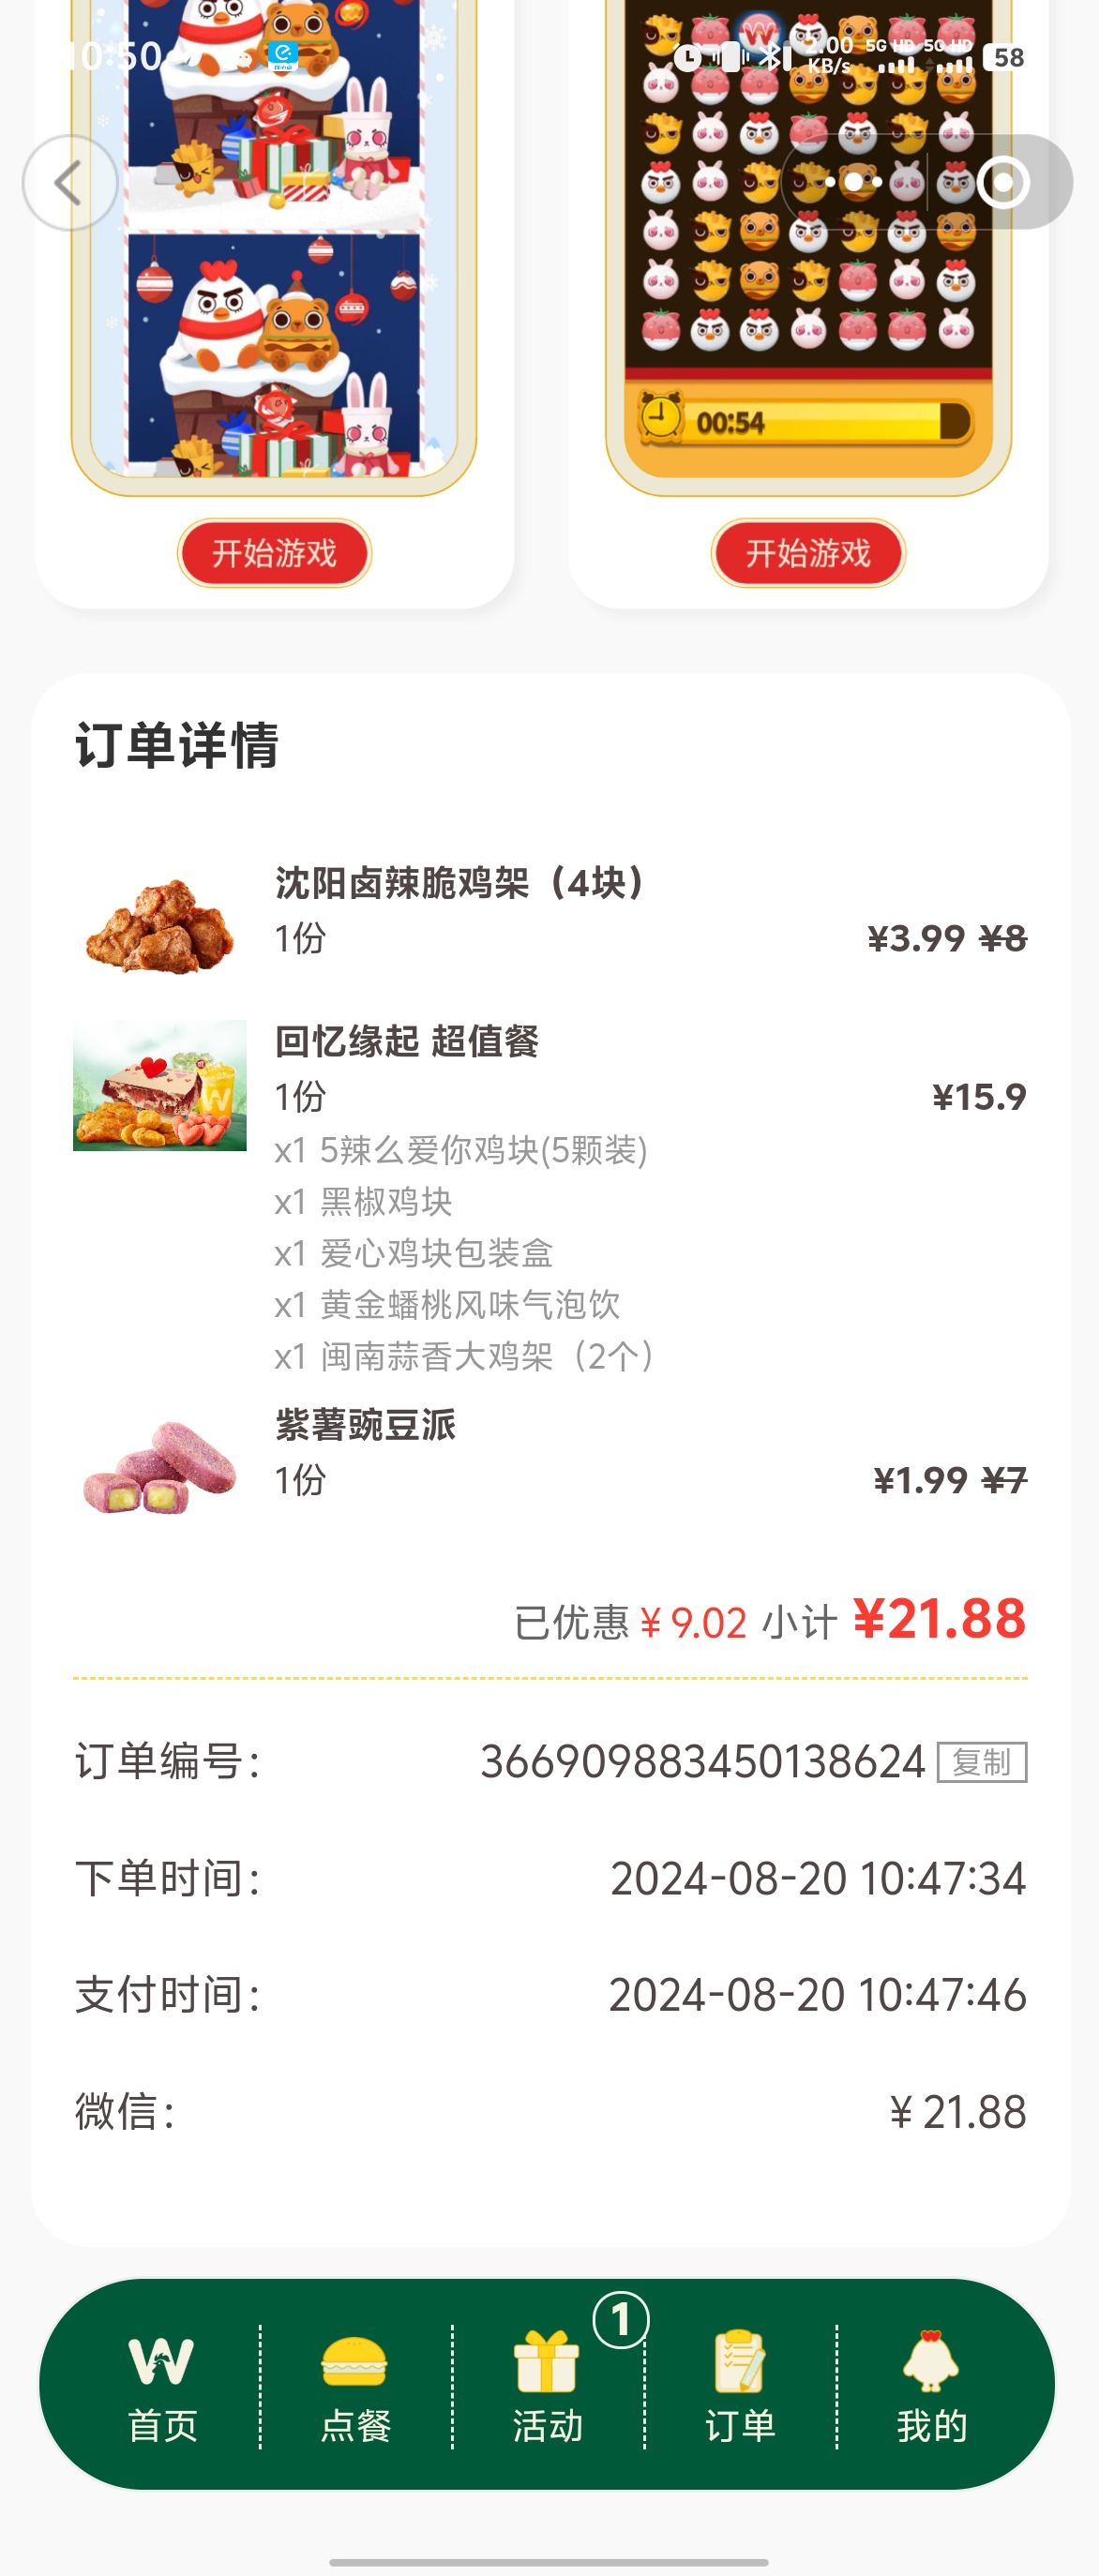 10:50
2.00 KB/s 5G HD 5G HD 58
00:54
开始游戏
开始游戏
订单详情
沈阳卤辣脆鸡架（4块）
1份 ¥3.99 ¥8
回忆缘起 超值餐
1份 ¥15.9
x1 5辣么爱你鸡块(5颗装)
x1 黑椒鸡块
x1 爱心鸡块包装盒
x1 黄金蟠桃风味气泡饮
x1 闽南蒜香大鸡架（2个）
紫薯豌豆派
1份 ¥1.99 ¥7
已优惠 ¥ 9.02 小计 ¥21.88
订单编号： 366909883450138624 复制
下单时间： 2024-08-20 10:47:34
支付时间： 2024-08-20 10:47:46
微信： ¥ 21.88
1
首页 点餐 活动 订单 我的